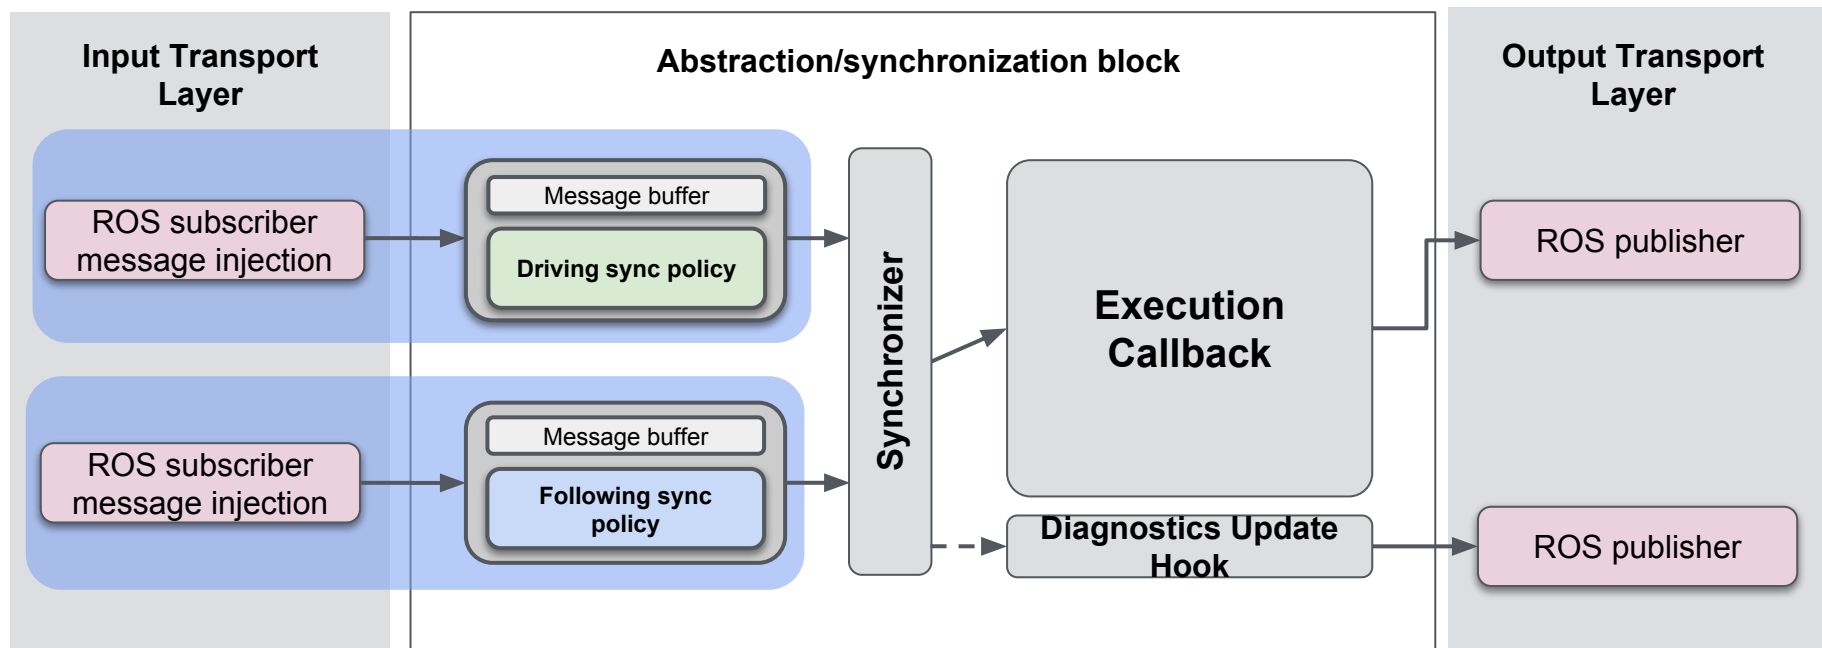 Input Transport
Layer
Abstraction/synchronization block
Output Transport
Layer
ROS subscriber
message injection
Message buffer
Driving sync policy
ROS subscriber
message injection
Message buffer
Following sync
policy
Synchronizer
Execution
Callback
Diagnostics Update
Hook
ROS publisher
ROS publisher